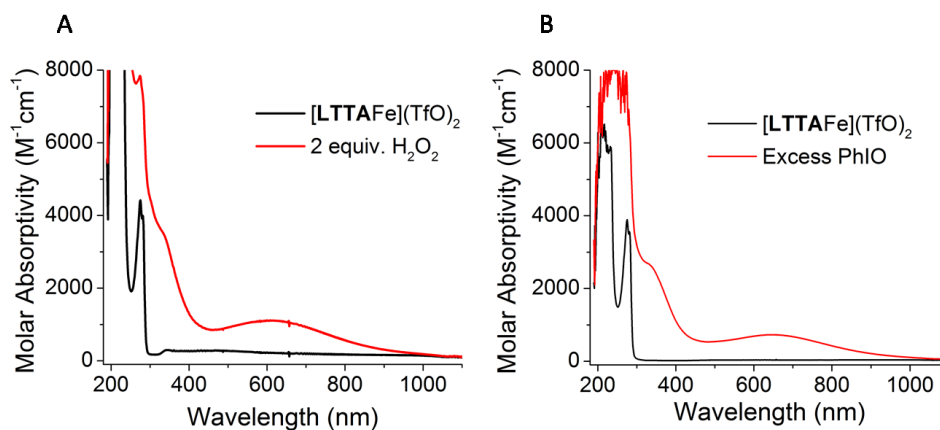 A
8000
6000
4000
2000
0
Molar Absorptivity (M⁻¹cm⁻¹)
[LTTAFe](TfO)₂
2 equiv. H₂O₂
200 400 600 800 1000
Wavelength (nm)
B
8000
6000
4000
2000
0
Molar Absorptivity (M⁻¹cm⁻¹)
[LTTAFe](TfO)₂
Excess PhIO
200 400 600 800 1000
Wavelength (nm)